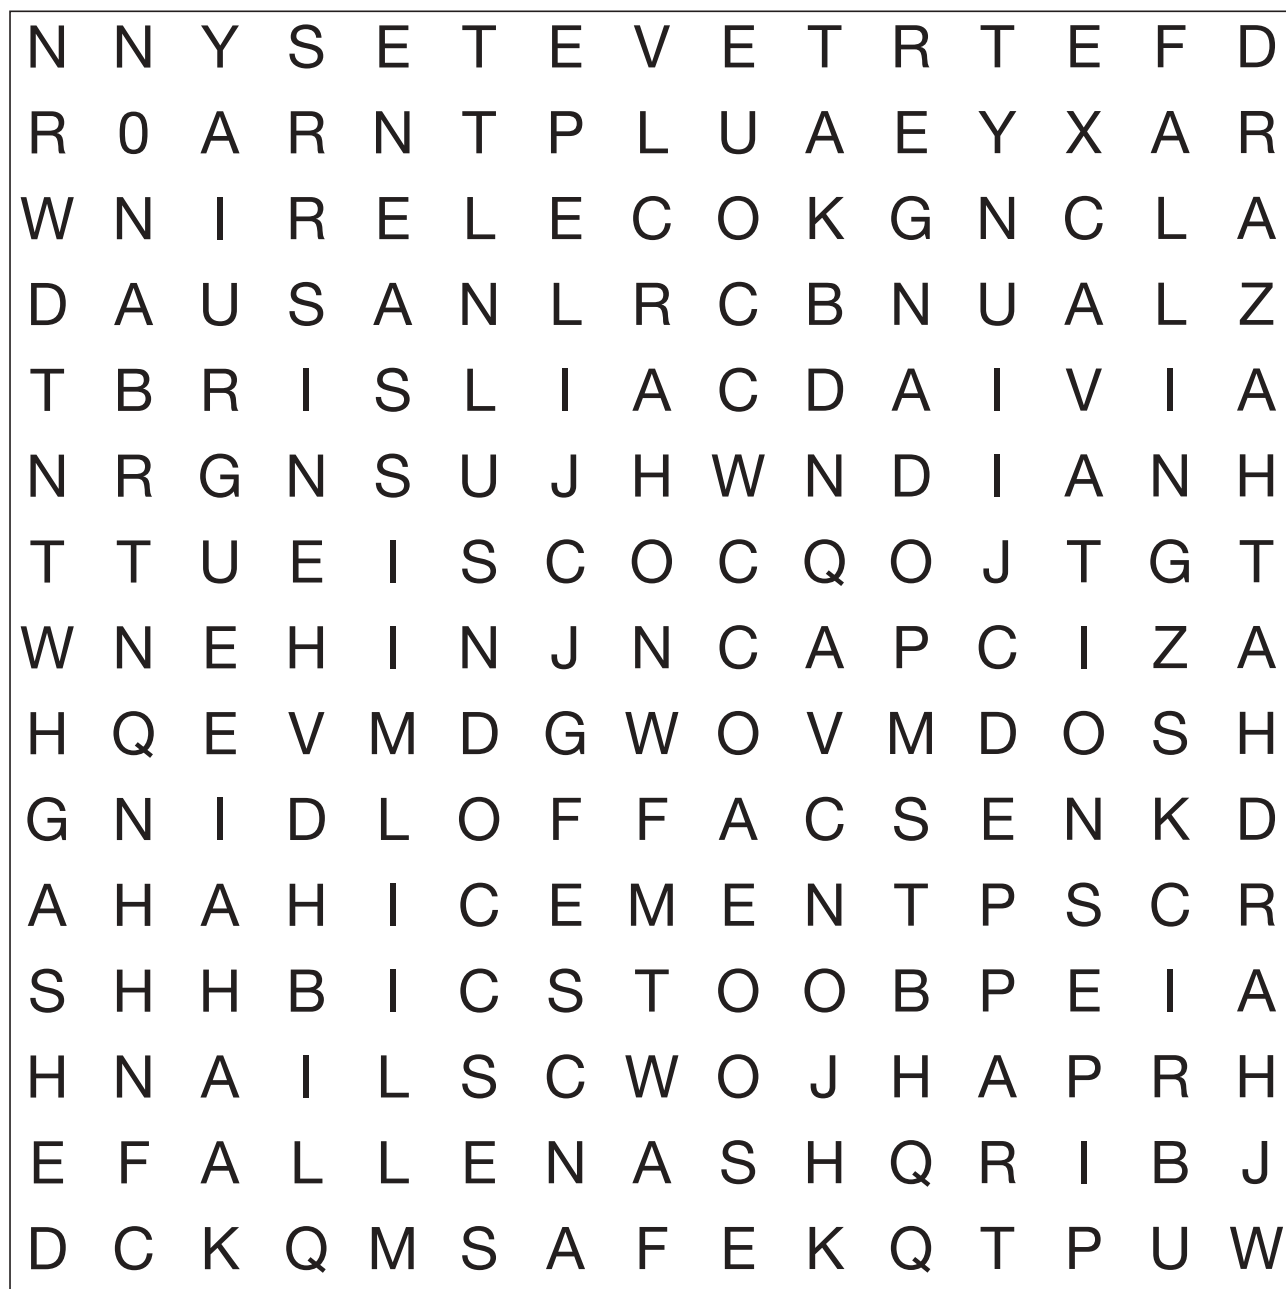 N N Y S E T E V E T R T E F D
R 0 A R N T P L U A E Y X A R
W N I R E L E C O K G N C L A
D A U S A N L R C B N U A L Z
T B R I S L I A C D A I V I A
N R G N S U J H W N D I A N H
T T U E I S C O C Q O J T G T
W N E H I N J N C A P C I Z A
H Q E V M D G W O V M D O S H
G N I D L O F F A C S E N K D
A H A H I C E M E N T P S C R
S H H B I C S T O O B P E I A
H N A I L S C W O J H A P R H
E F A L L E N A S H Q R I B J
D C K Q M S A F E K Q T P U W